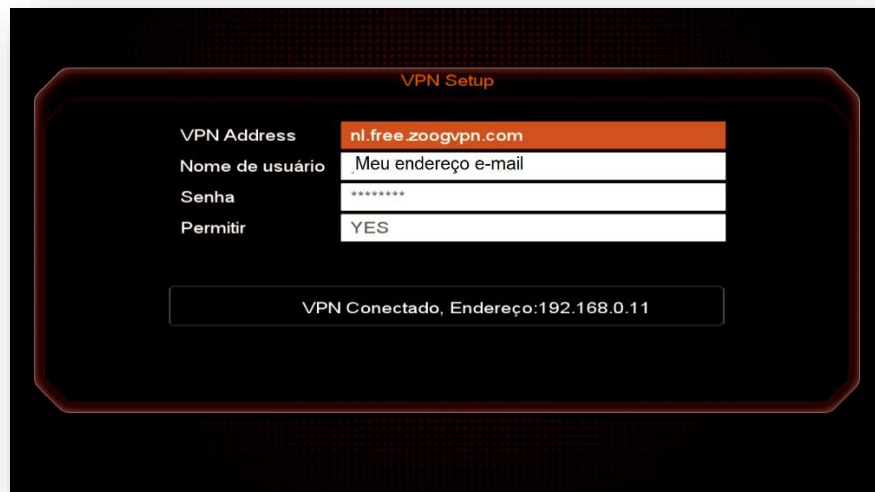 VPN Setup
VPN Address nl.free.zoogvpn.com
Nome de usuário Meu endereço e-mail
Senha ********
Permitir YES
VPN Conectado, Endereço:192.168.0.11